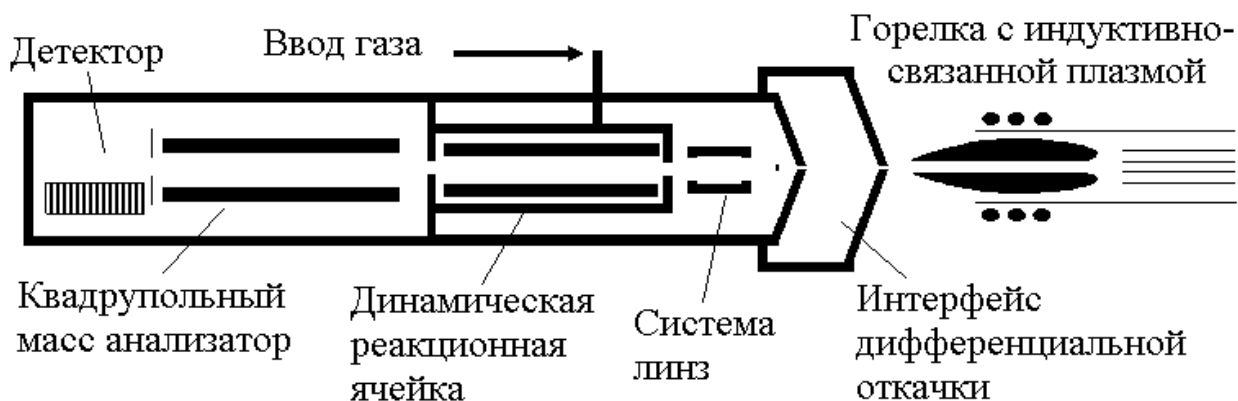 Детектор
Ввод газа
Горелка с индуктивно-
связанной плазмой
Квадрупольный
масс анализатор
Динамическая
реакционная
ячейка
Система
линз
Интерфейс
дифференциальной
откачки